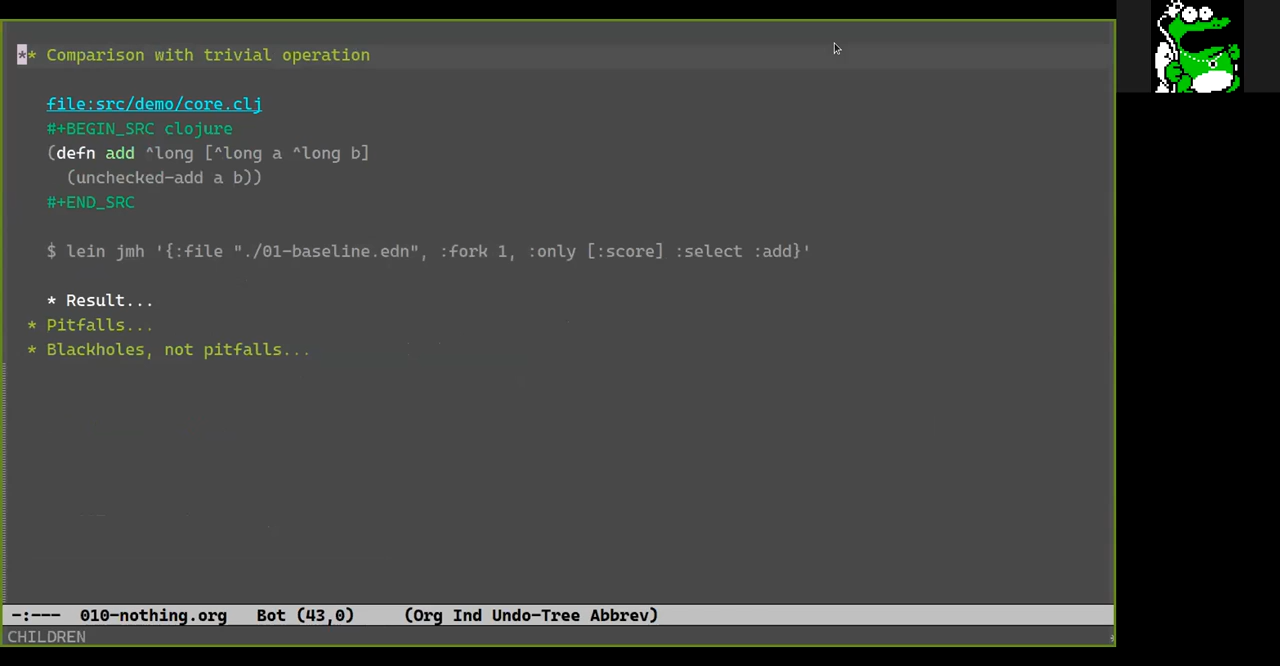 ** Comparison with trivial operation
file:src/demo/core.clj
#+BEGIN_SRC clojure
(defn add ^long [^long a ^long b]
(unchecked-add a b))
#+END_SRC
$ lein jmh '{:file "./01-baseline.edn", :fork 1, :only [:score] :select :add}'
* Result...
* Pitfalls...
* Blackholes, not pitfalls...
-:--- 010-nothing.org Bot (43,0) (Org Ind Undo-Tree Abbrev)
CHILDREN